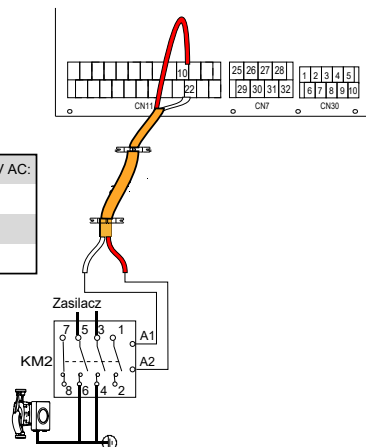 10
22
CN11
25 26 27 28
29 30 31 32
CN7
1 2 3 4 5
6 7 8 9 10
CN30
V AC:
Zasilacz
7 5 3 1
A1
KM2
A2
8 6 4 2